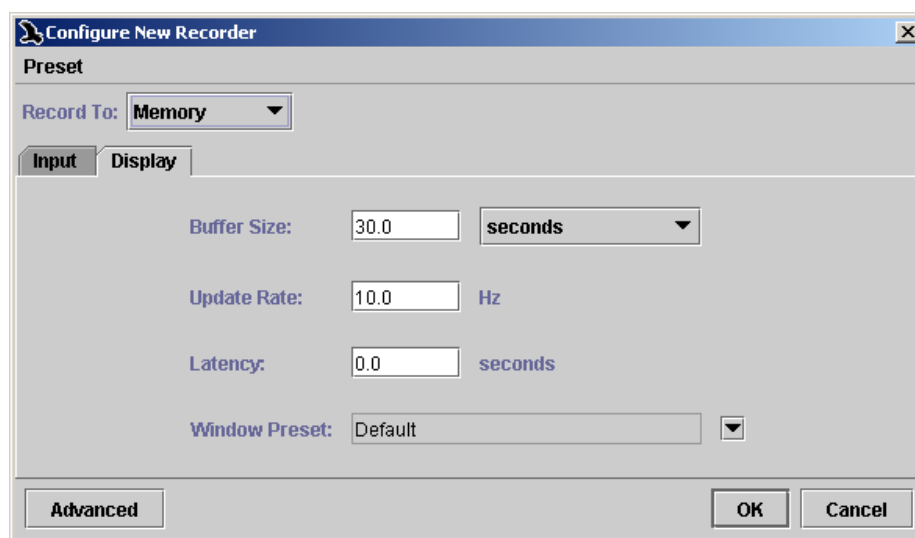 Configure New Recorder
Preset
Record To: Memory
Input Display
Buffer Size: 30.0 seconds
Update Rate: 10.0 Hz
Latency: 0.0 seconds
Window Preset: Default
Advanced OK Cancel